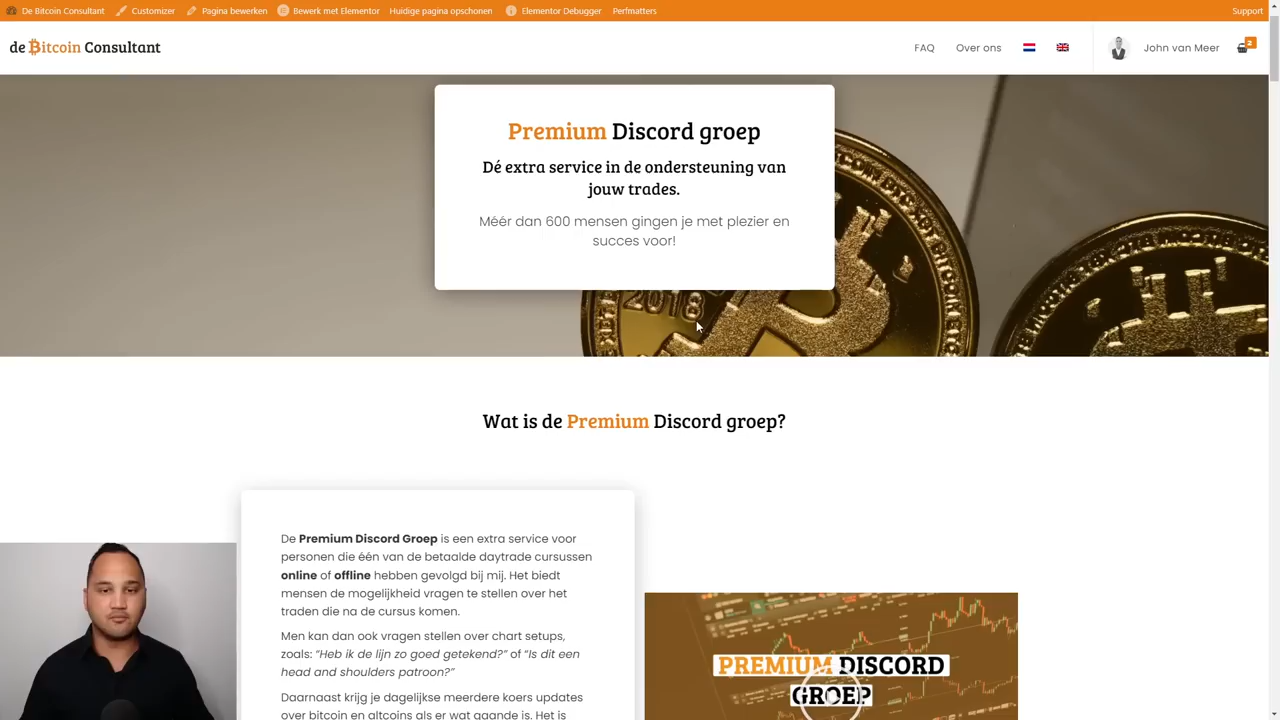 De Bitcoin Consultant Customizer Pagina bewerken Bewerk met Elementor Huidige pagina opschonen Elementor Debugger Perfmatters Support
de Bitcoin Consultant FAQ Over ons John van Meer 2
Premium Discord groep
Dé extra service in de ondersteuning van
jouw trades.
Méér dan 600 mensen gingen je met plezier en
succes voor!
2018
Wat is de Premium Discord groep?
De Premium Discord Groep is een extra service voor
personen die één van de betaalde daytrade cursussen
online of offline hebben gevolgd bij mij. Het biedt
mensen de mogelijkheid vragen te stellen over het
traden die na de cursus komen.
Men kan dan ook vragen stellen over chart setups,
zoals: “Heb ik de lijn zo goed getekend?” of “Is dit een
head and shoulders patroon?”
Daarnaast krijg je dagelijkse meerdere koers updates
over bitcoin en altcoins als er wat gaande is. Het is
PREMIUM DISCORD
GROEP